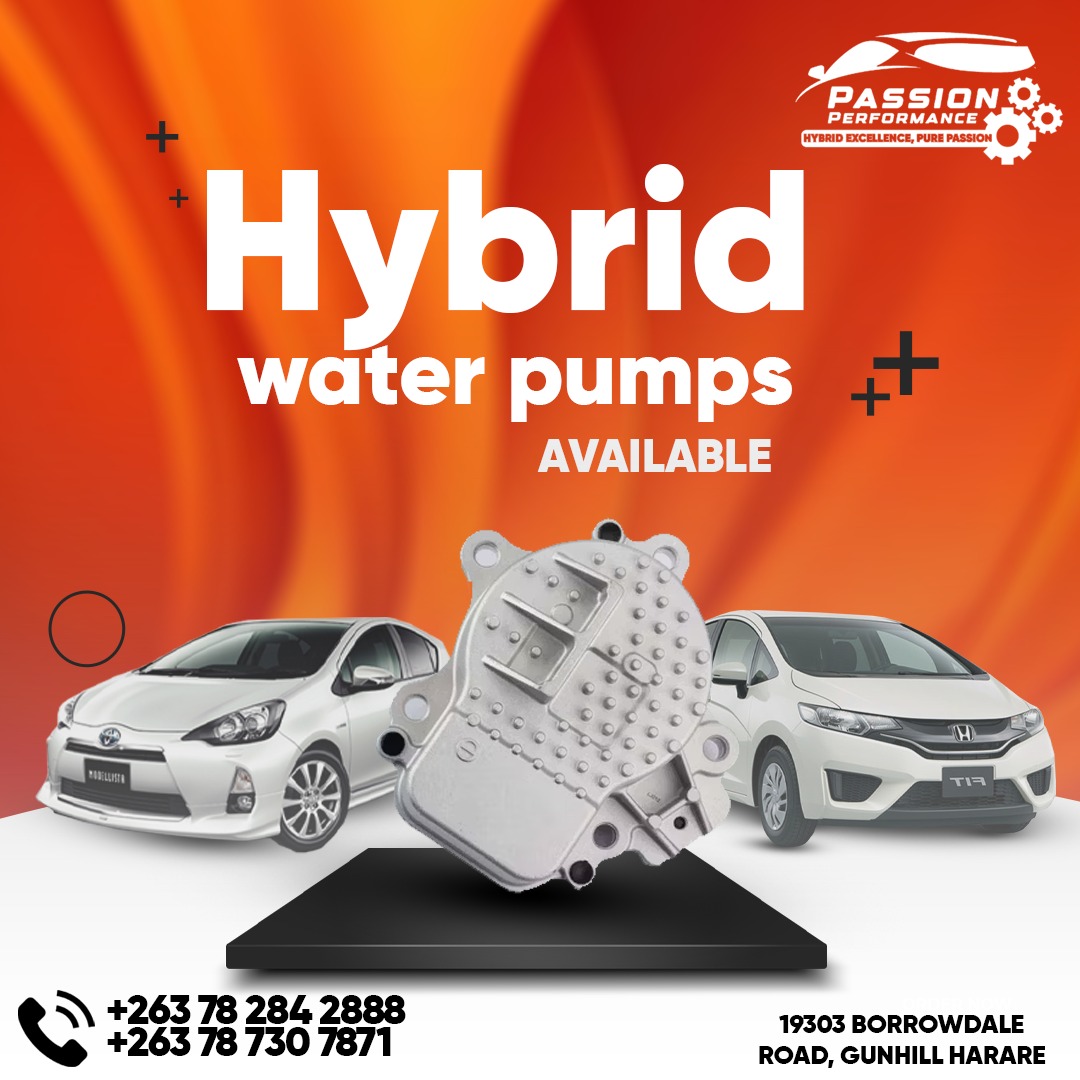 PASSION
PERFORMANCE
HYBRID EXCELLENCE, PURE PASSION
Hybrid
water pumps
AVAILABLE
MODELLISTA
FIT
+263 78 284 2888
+263 78 730 7871
19303 BORROWDALE
ROAD, GUNHILL HARARE